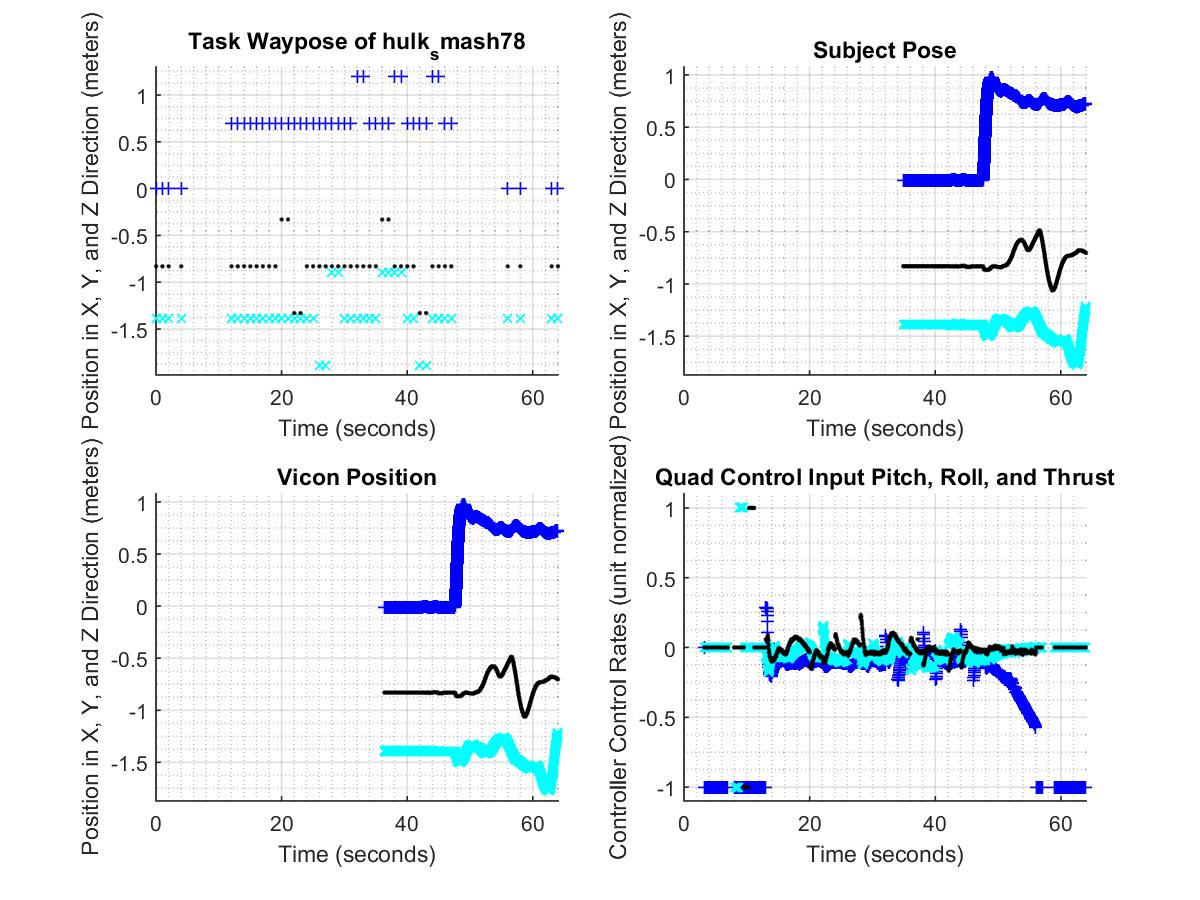 Task Waypose of hulksmash78
Position in X, Y, and Z Direction (meters)
1
0.5
0
-0.5
-1
-1.5
0 20 40 60
Time (seconds)
Subject Pose
Position in X, Y, and Z Direction (meters)
1
0.5
0
-0.5
-1
-1.5
0 20 40 60
Time (seconds)
Vicon Position
Position in X, Y, and Z Direction (meters)
1
0.5
0
-0.5
-1
-1.5
0 20 40 60
Time (seconds)
Quad Control Input Pitch, Roll, and Thrust
Controller Control Rates (unit normalized)
1
0.5
0
-0.5
-1
0 20 40 60
Time (seconds)